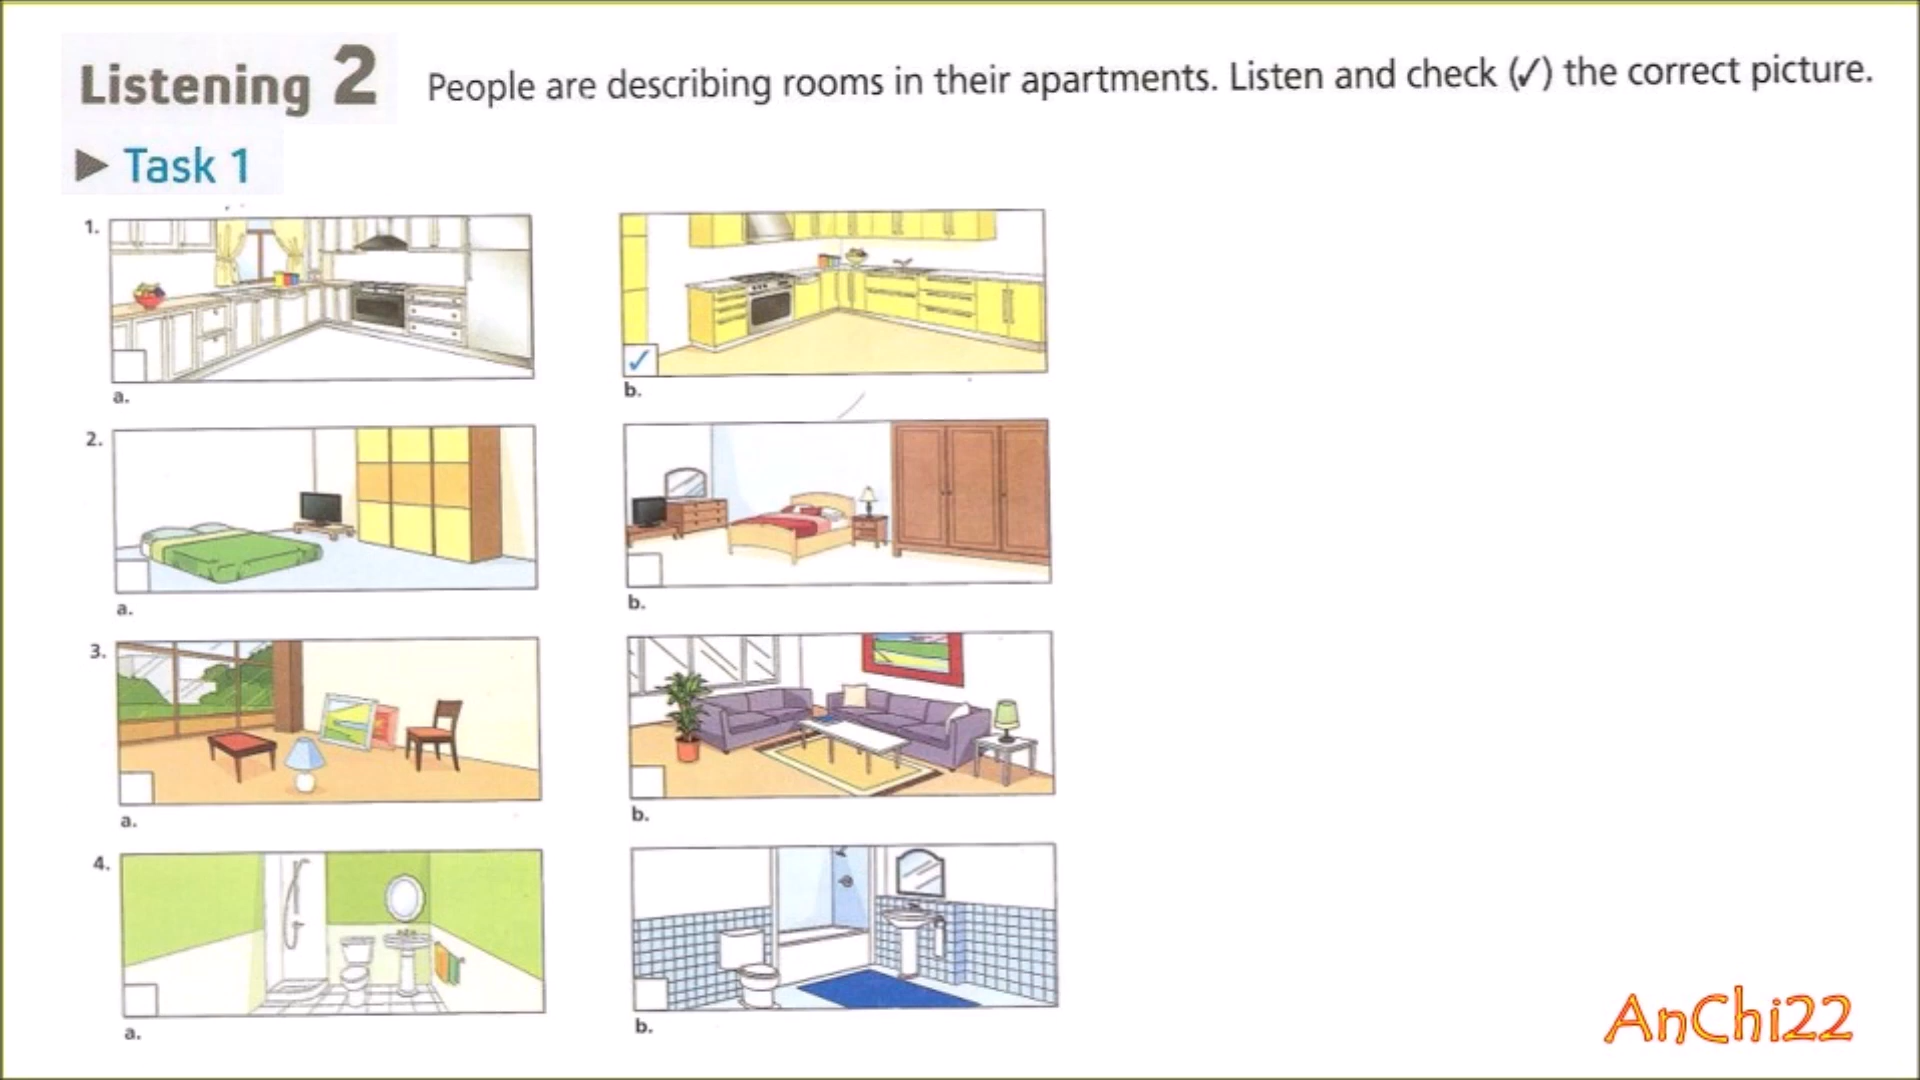 Listening 2 People are describing rooms in their apartments. Listen and check (✓) the correct picture.
▶ Task 1
1.
✓
a. b.
2.
a. b.
3.
a. b.
4.
a. b.
AnChi22